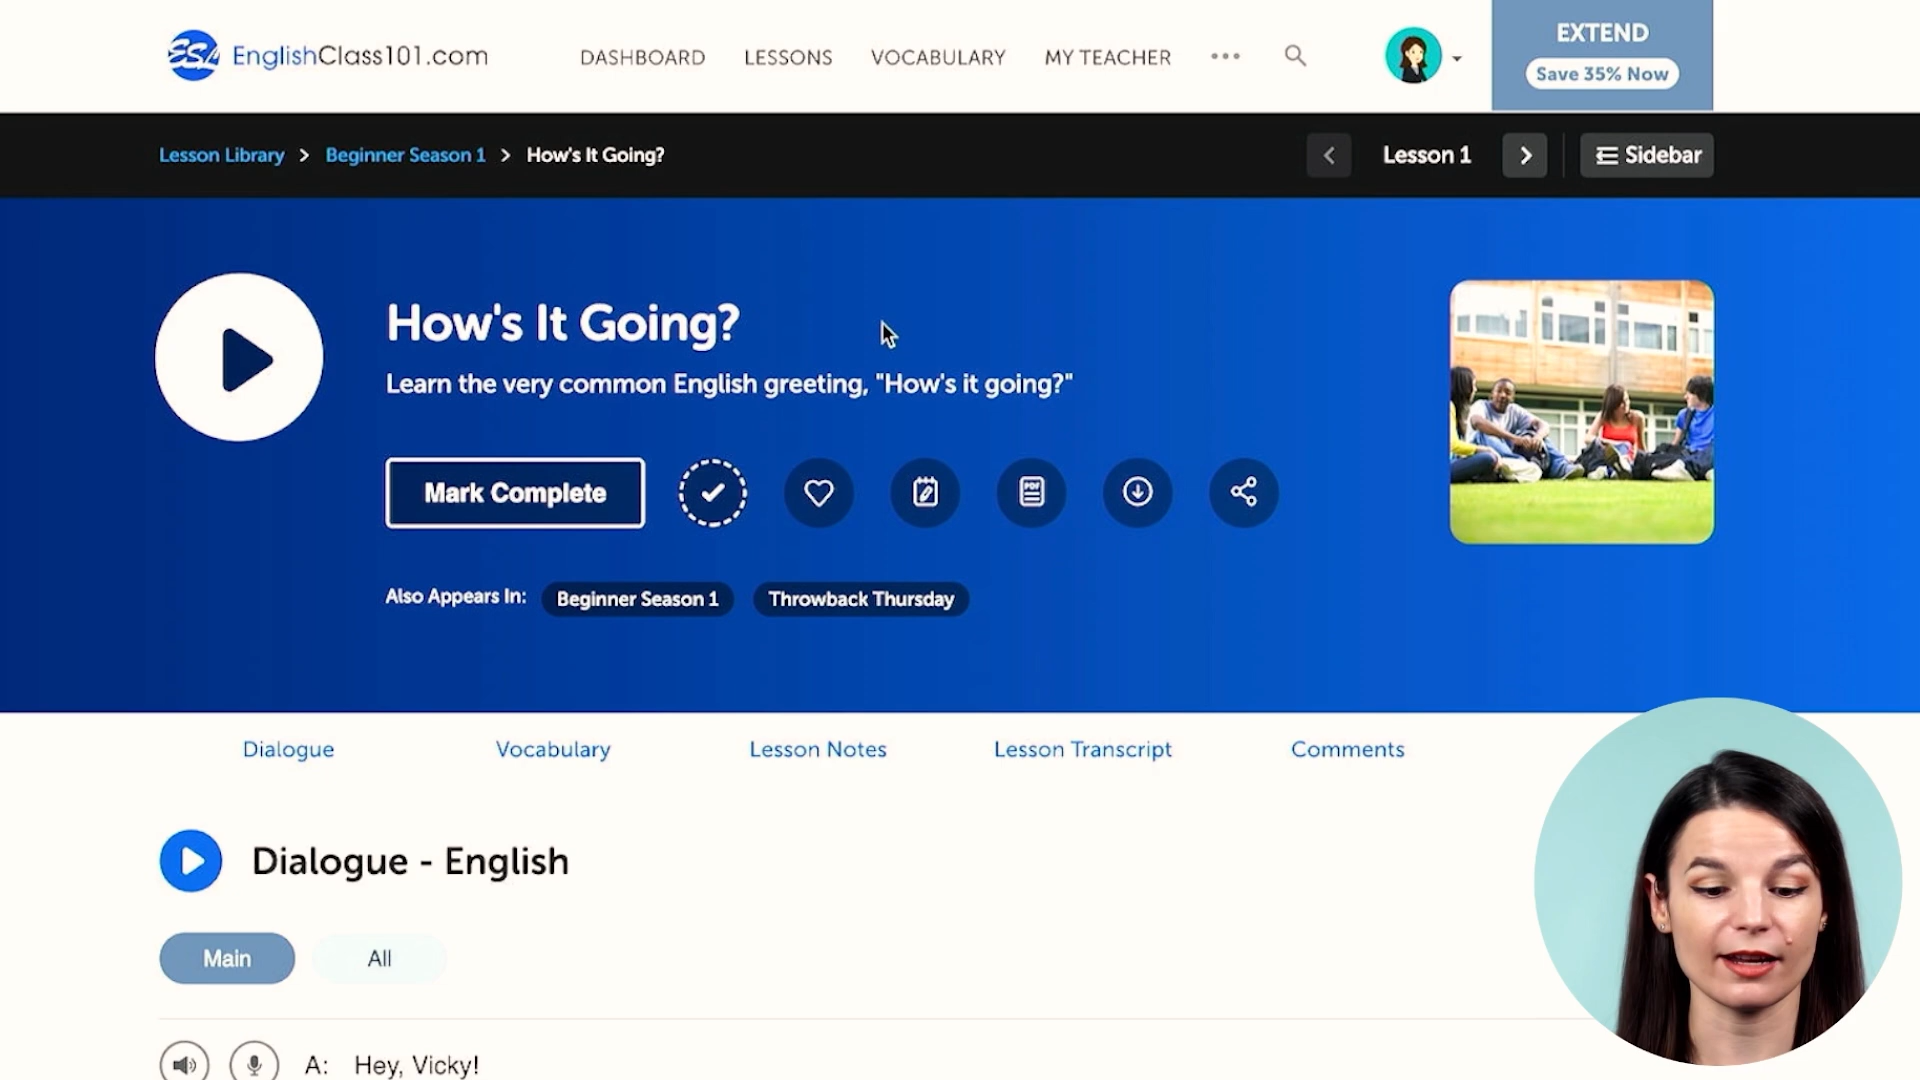 ESL EnglishClass101.com
DASHBOARD
LESSONS
VOCABULARY
MY TEACHER
EXTEND
Save 35% Now
Lesson Library > Beginner Season 1 > How's It Going?
Lesson 1
Sidebar
How's It Going?
Learn the very common English greeting, "How's it going?"
Mark Complete
PDF
Also Appears In:
Beginner Season 1
Throwback Thursday
Dialogue
Vocabulary
Lesson Notes
Lesson Transcript
Comments
Dialogue - English
Main
All
A: Hey, Vicky!